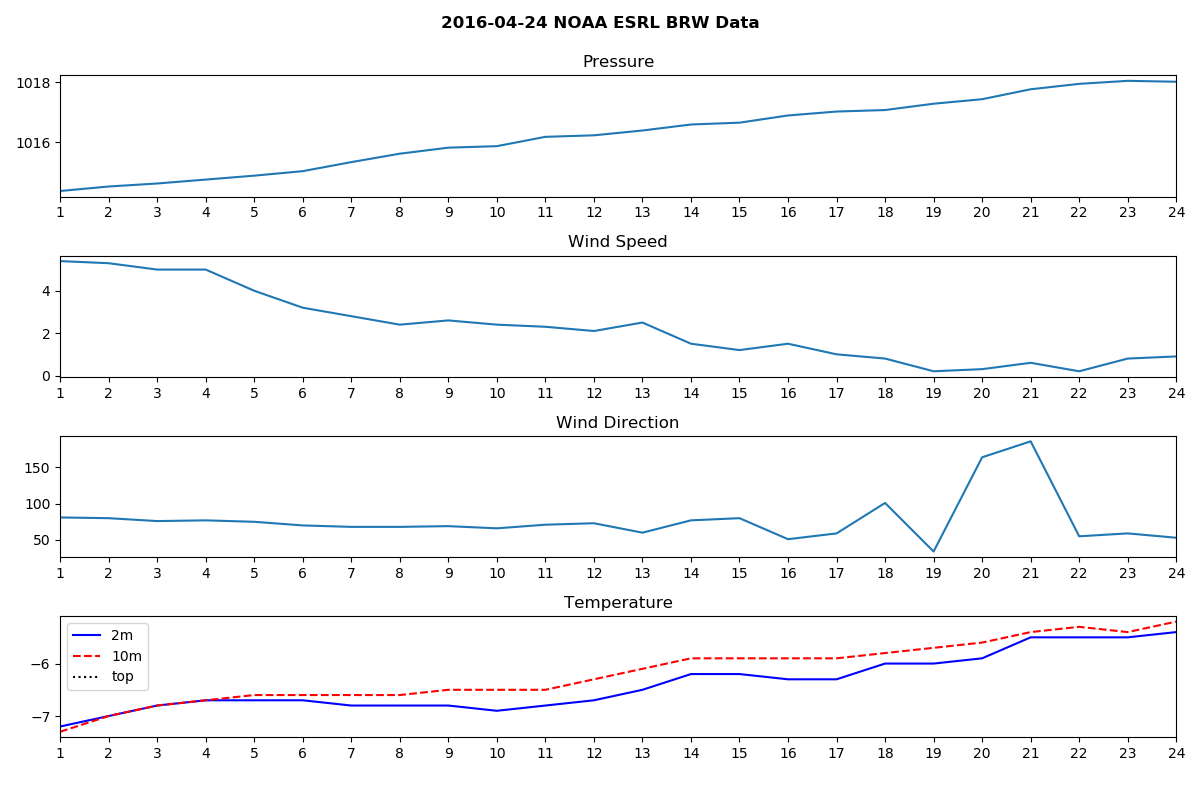 2016-04-24 NOAA ESRL BRW Data
Pressure
1018
1016
1 2 3 4 5 6 7 8 9 10 11 12 13 14 15 16 17 18 19 20 21 22 23 24
Wind Speed
4
2
0
1 2 3 4 5 6 7 8 9 10 11 12 13 14 15 16 17 18 19 20 21 22 23 24
Wind Direction
150
100
50
1 2 3 4 5 6 7 8 9 10 11 12 13 14 15 16 17 18 19 20 21 22 23 24
Temperature
2m
10m
top
−6
−7
1 2 3 4 5 6 7 8 9 10 11 12 13 14 15 16 17 18 19 20 21 22 23 24